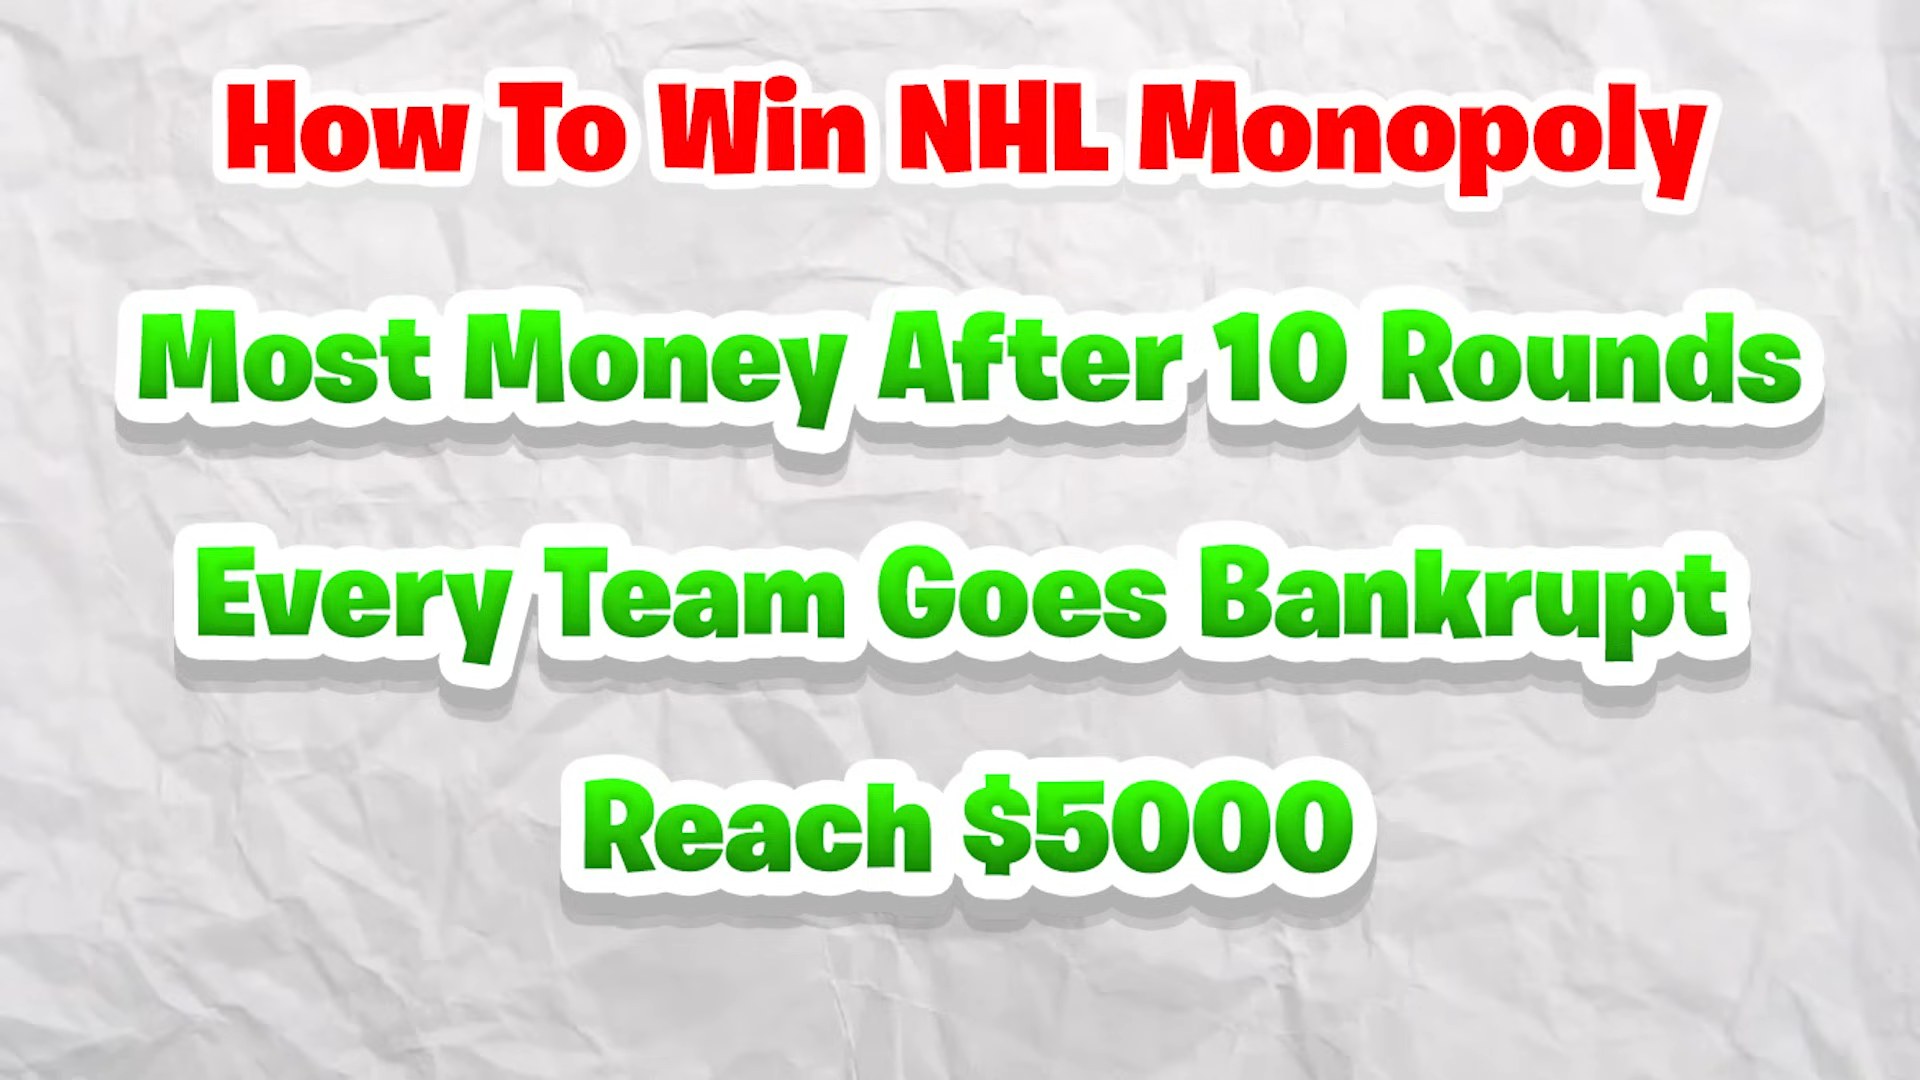 How To Win NHL Monopoly
Most Money After 10 Rounds
Every Team Goes Bankrupt
Reach $5000